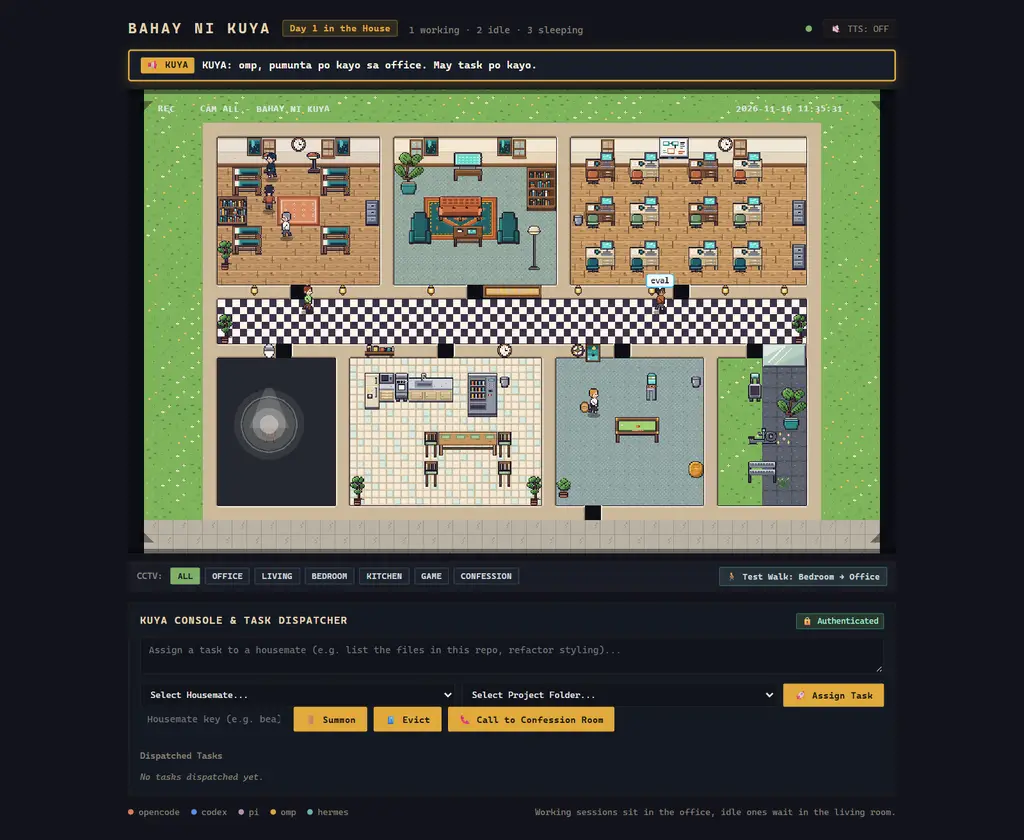 BAHAY NI KUYA
Day 1 in the House
1 working · 2 idle · 3 sleeping
TTS: OFF
KUYA
KUYA: omp, pumunta po kayo sa office. May task po kayo.
REC
CAM ALL · BAHAY NI KUYA
2026-11-16 11:35:31
eval
CCTV:
ALL
OFFICE
LIVING
BEDROOM
KITCHEN
GAME
CONFESSION
Test Walk: Bedroom → Office
KUYA CONSOLE & TASK DISPATCHER
Authenticated
Assign a task to a housemate (e.g. list the files in this repo, refactor styling)...
Select Housemate...
Select Project Folder...
Assign Task
Housemate key (e.g. bea)
Summon
Evict
Call to Confession Room
Dispatched Tasks
No tasks dispatched yet.
opencode
codex
pi
omp
hermes
Working sessions sit in the office, idle ones wait in the living room.